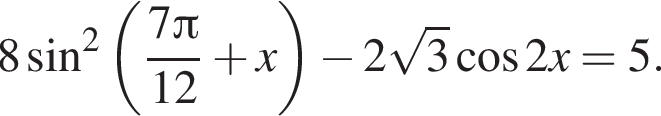 8 sin² (7π/12 + x) − 2√3 cos 2x = 5.